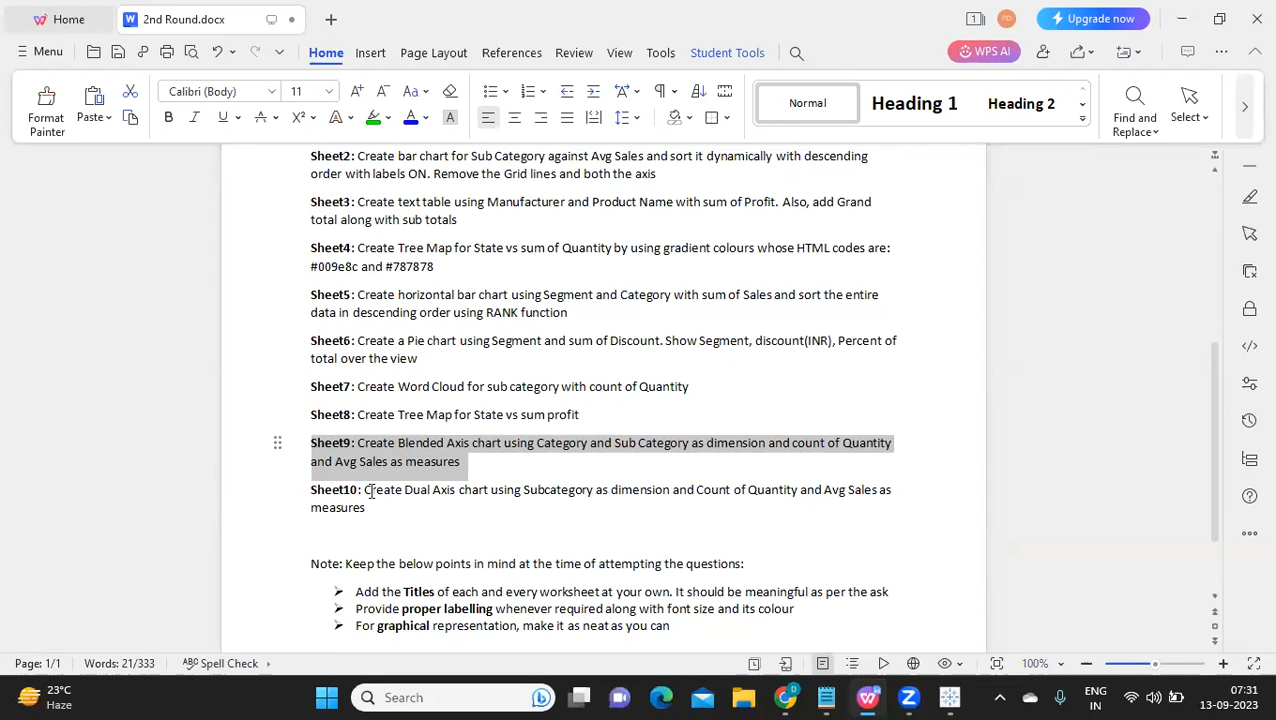 Home
2nd Round.docx
1
PD
Upgrade now
Menu
Home
Insert
Page Layout
References
Review
View
Tools
Student Tools
WPS AI
Format Painter
Paste
Calibri (Body)
11
Normal
Heading 1
Heading 2
Find and Replace
Select
Sheet2: Create bar chart for Sub Category against Avg Sales and sort it dynamically with descending
order with labels ON. Remove the Grid lines and both the axis
Sheet3: Create text table using Manufacturer and Product Name with sum of Profit. Also, add Grand
total along with sub totals
Sheet4: Create Tree Map for State vs sum of Quantity by using gradient colours whose HTML codes are:
#009e8c and #787878
Sheet5: Create horizontal bar chart using Segment and Category with sum of Sales and sort the entire
data in descending order using RANK function
Sheet6: Create a Pie chart using Segment and sum of Discount. Show Segment, discount(INR), Percent of
total over the view
Sheet7: Create Word Cloud for sub category with count of Quantity
Sheet8: Create Tree Map for State vs sum profit
Sheet9: Create Blended Axis chart using Category and Sub Category as dimension and count of Quantity
and Avg Sales as measures
Sheet10: Create Dual Axis chart using Subcategory as dimension and Count of Quantity and Avg Sales as
measures
Note: Keep the below points in mind at the time of attempting the questions:
➢ Add the Titles of each and every worksheet at your own. It should be meaningful as per the ask
➢ Provide proper labelling whenever required along with font size and its colour
➢ For graphical representation, make it as neat as you can
Page: 1/1
Words: 21/333
Spell Check
100%
23°C
Haze
Search
ENG
IN
07:31
13-09-2023